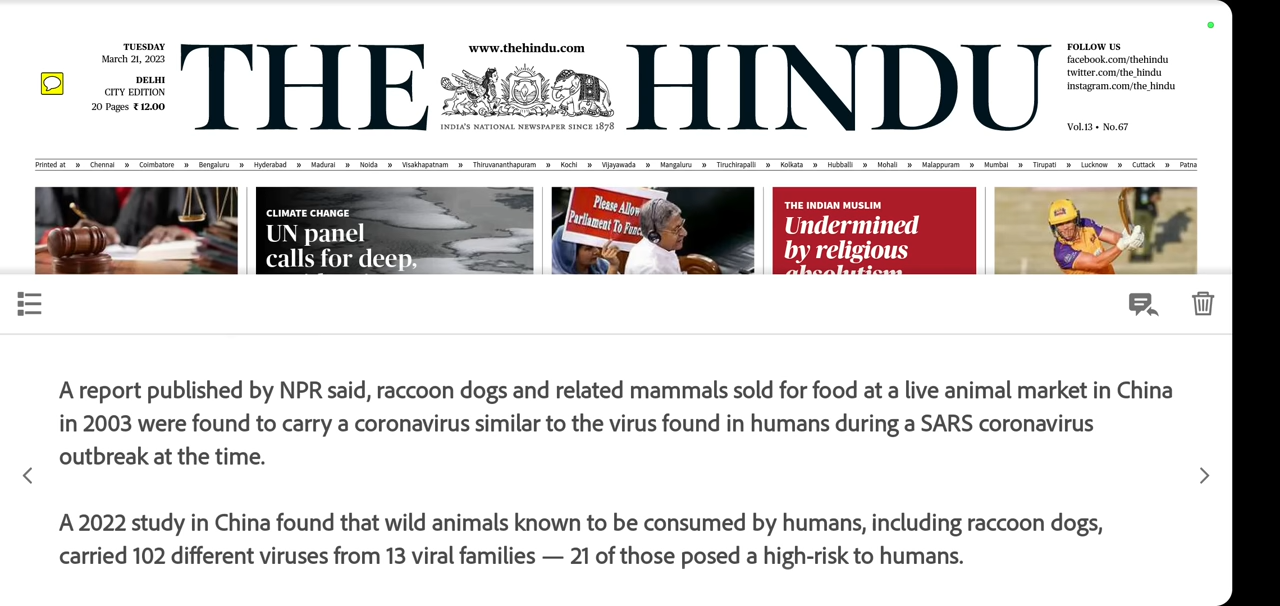 TUESDAY
March 21, 2023
DELHI
CITY EDITION
20 Pages ₹ 12.00
THE HINDU
www.thehindu.com
INDIA'S NATIONAL NEWSPAPER SINCE 1878
FOLLOW US
facebook.com/thehindu
twitter.com/the_hindu
instagram.com/the_hindu
Vol.13 • No.67
Printed at » Chennai » Coimbatore » Bengaluru » Hyderabad » Madurai » Noida » Visakhapatnam » Thiruvananthapuram » Kochi » Vijayawada » Mangaluru » Tiruchirapalli » Kolkata » Hubballi » Mohali » Malappuram » Mumbai » Tirupati » Lucknow » Cuttack » Patna
CLIMATE CHANGE
UN panel
calls for deep,
Please Allow
Parliament To Func
THE INDIAN MUSLIM
Undermined
by religious
absolutism
A report published by NPR said, raccoon dogs and related mammals sold for food at a live animal market in China
in 2003 were found to carry a coronavirus similar to the virus found in humans during a SARS coronavirus
outbreak at the time.
A 2022 study in China found that wild animals known to be consumed by humans, including raccoon dogs,
carried 102 different viruses from 13 viral families — 21 of those posed a high-risk to humans.